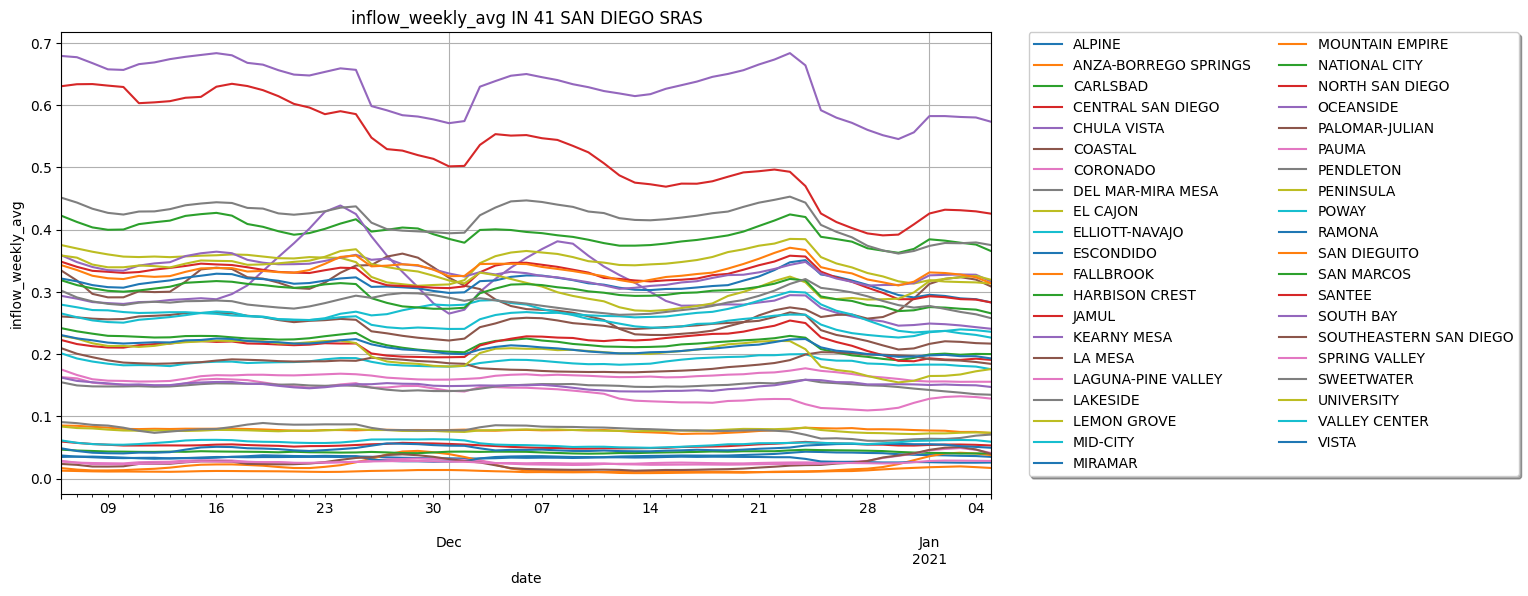 inflow_weekly_avg IN 41 SAN DIEGO SRAS
inflow_weekly_avg
0.7
0.6
0.5
0.4
0.3
0.2
0.1
0.0
09
16
23
30
07
14
21
28
04
Dec
Jan
2021
date
ALPINE
ANZA-BORREGO SPRINGS
CARLSBAD
CENTRAL SAN DIEGO
CHULA VISTA
COASTAL
CORONADO
DEL MAR-MIRA MESA
EL CAJON
ELLIOTT-NAVAJO
ESCONDIDO
FALLBROOK
HARBISON CREST
JAMUL
KEARNY MESA
LA MESA
LAGUNA-PINE VALLEY
LAKESIDE
LEMON GROVE
MID-CITY
MIRAMAR
MOUNTAIN EMPIRE
NATIONAL CITY
NORTH SAN DIEGO
OCEANSIDE
PALOMAR-JULIAN
PAUMA
PENDLETON
PENINSULA
POWAY
RAMONA
SAN DIEGUITO
SAN MARCOS
SANTEE
SOUTH BAY
SOUTHEASTERN SAN DIEGO
SPRING VALLEY
SWEETWATER
UNIVERSITY
VALLEY CENTER
VISTA